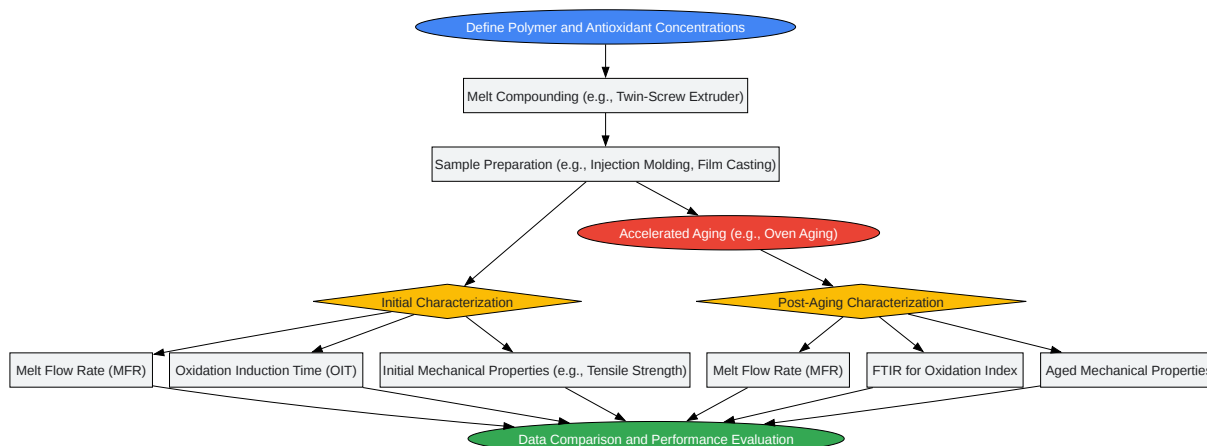 Define Polymer and Antioxidant Concentrations
Melt Compounding (e.g., Twin-Screw Extruder)
Sample Preparation (e.g., Injection Molding, Film Casting)
Accelerated Aging (e.g., Oven Aging)
Initial Characterization
Post-Aging Characterization
Melt Flow Rate (MFR)
Oxidation Induction Time (OIT)
Initial Mechanical Properties (e.g., Tensile Strength)
Melt Flow Rate (MFR)
FTIR for Oxidation Index
Aged Mechanical Properties
Data Comparison and Performance Evaluation